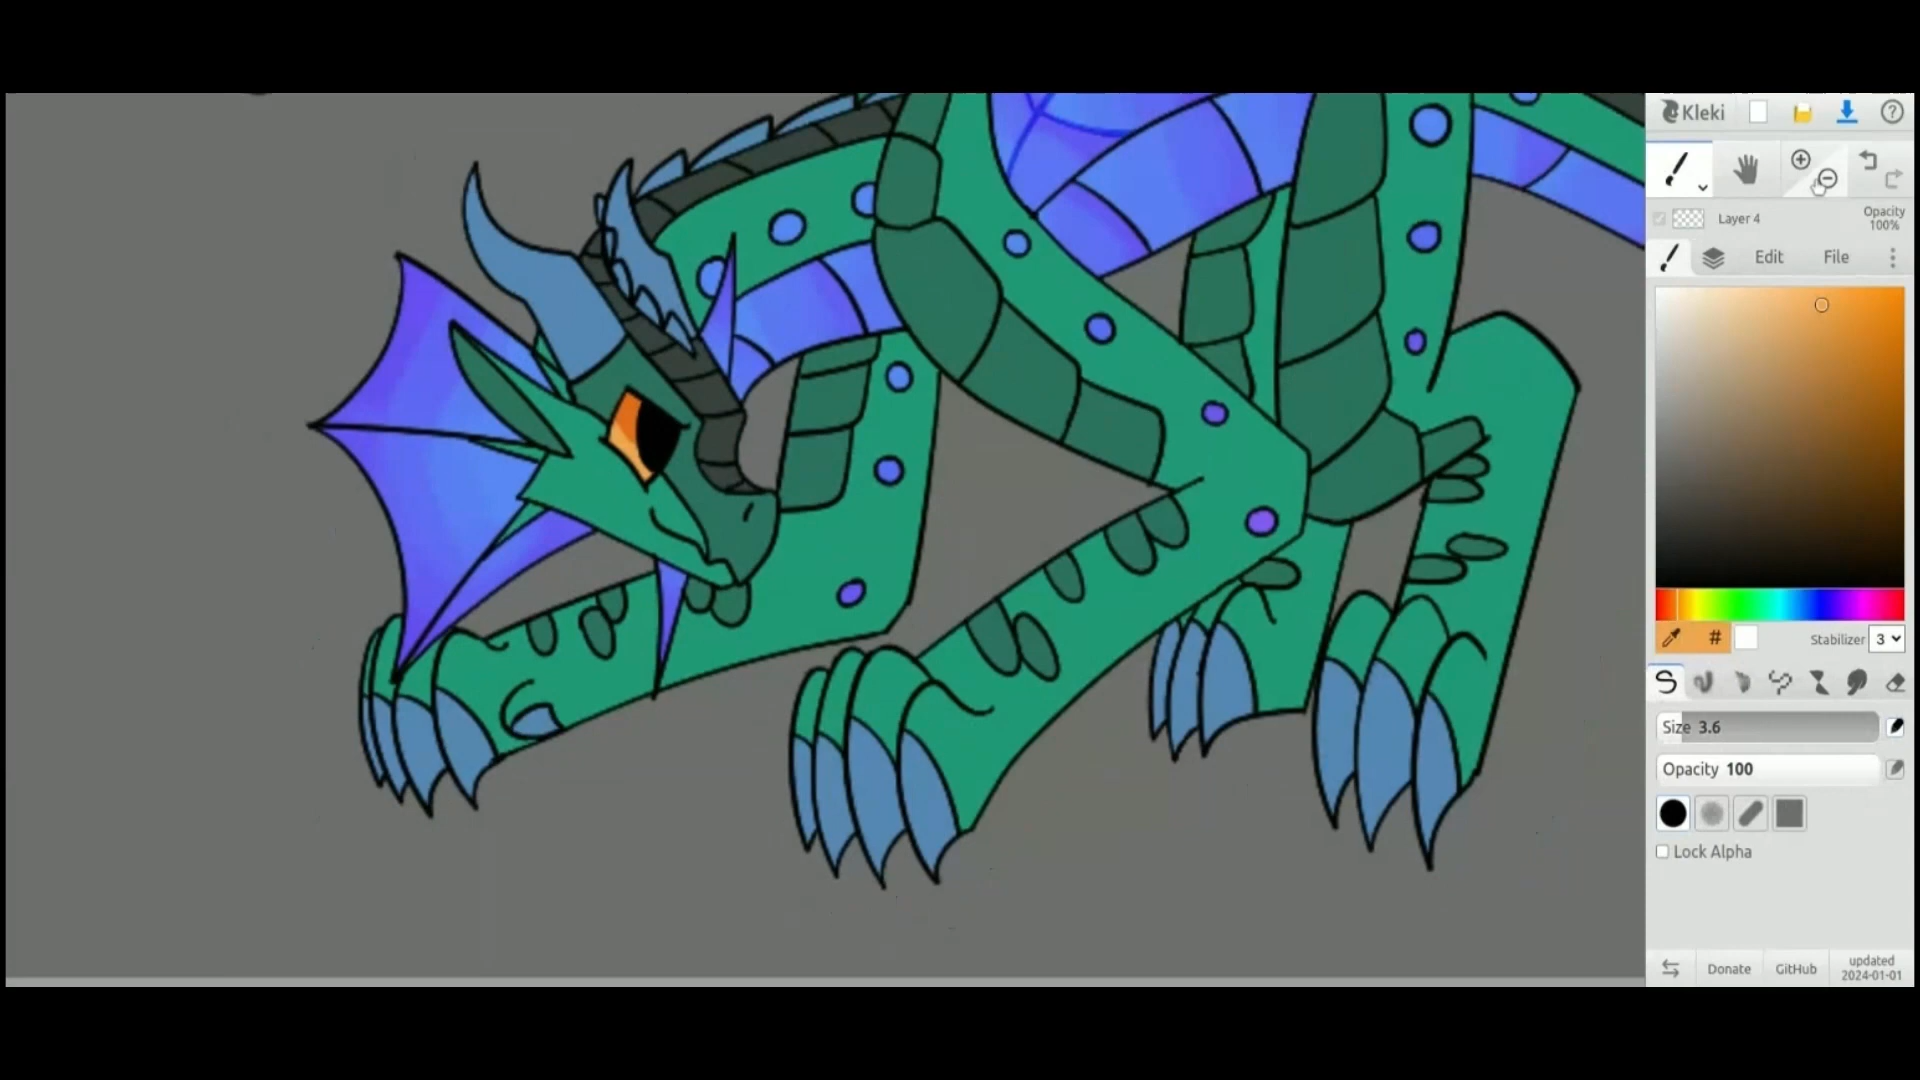 Kleki
Layer 4
Opacity
100%
Edit
File
#
Stabilizer 3
Size 3.6
Opacity 100
Lock Alpha
Donate
GitHub
updated
2024-01-01